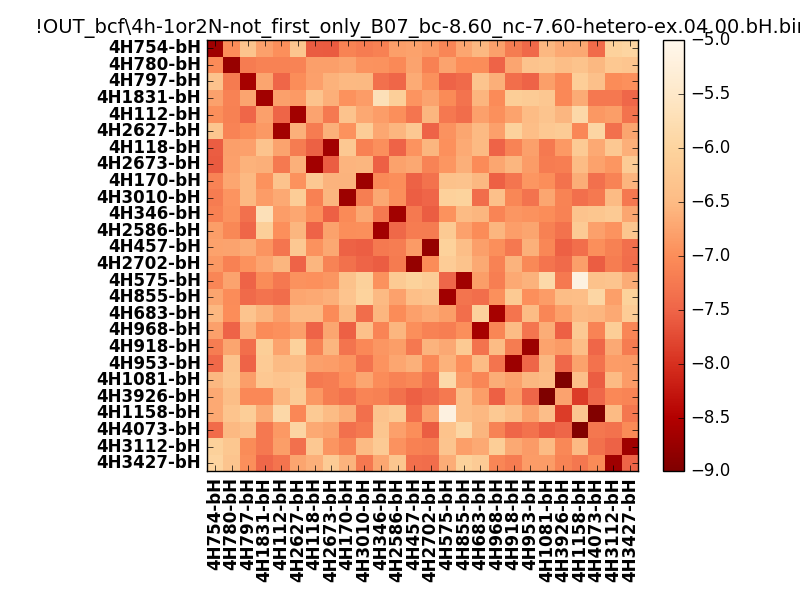 !OUT_bcf\4h-1or2N-not_first_only_B07_bc-8.60_nc-7.60-hetero-ex.04.00.bH.bin
4H754-bH
4H780-bH
4H797-bH
4H1831-bH
4H112-bH
4H2627-bH
4H118-bH
4H2673-bH
4H170-bH
4H3010-bH
4H346-bH
4H2586-bH
4H457-bH
4H2702-bH
4H575-bH
4H855-bH
4H683-bH
4H968-bH
4H918-bH
4H953-bH
4H1081-bH
4H3926-bH
4H1158-bH
4H4073-bH
4H3112-bH
4H3427-bH
4H754-bH
4H780-bH
4H797-bH
4H1831-bH
4H112-bH
4H2627-bH
4H118-bH
4H2673-bH
4H170-bH
4H3010-bH
4H346-bH
4H2586-bH
4H457-bH
4H2702-bH
4H575-bH
4H855-bH
4H683-bH
4H968-bH
4H918-bH
4H953-bH
4H1081-bH
4H3926-bH
4H1158-bH
4H4073-bH
4H3112-bH
4H3427-bH
−5.0
−5.5
−6.0
−6.5
−7.0
−7.5
−8.0
−8.5
−9.0